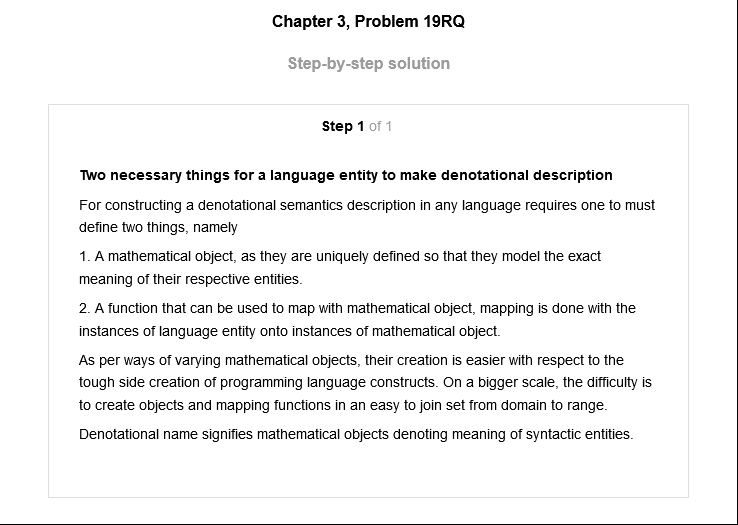 Chapter 3, Problem 19RQ
Step-by-step solution
Step 1 of 1
Two necessary things for a language entity to make denotational description
For constructing a denotational semantics description in any language requires one to must
define two things, namely
1. A mathematical object, as they are uniquely defined so that they model the exact
meaning of their respective entities.
2. A function that can be used to map with mathematical object, mapping is done with the
instances of language entity onto instances of mathematical object.
As per ways of varying mathematical objects, their creation is easier with respect to the
tough side creation of programming language constructs. On a bigger scale, the difficulty is
to create objects and mapping functions in an easy to join set from domain to range.
Denotational name signifies mathematical objects denoting meaning of syntactic entities.